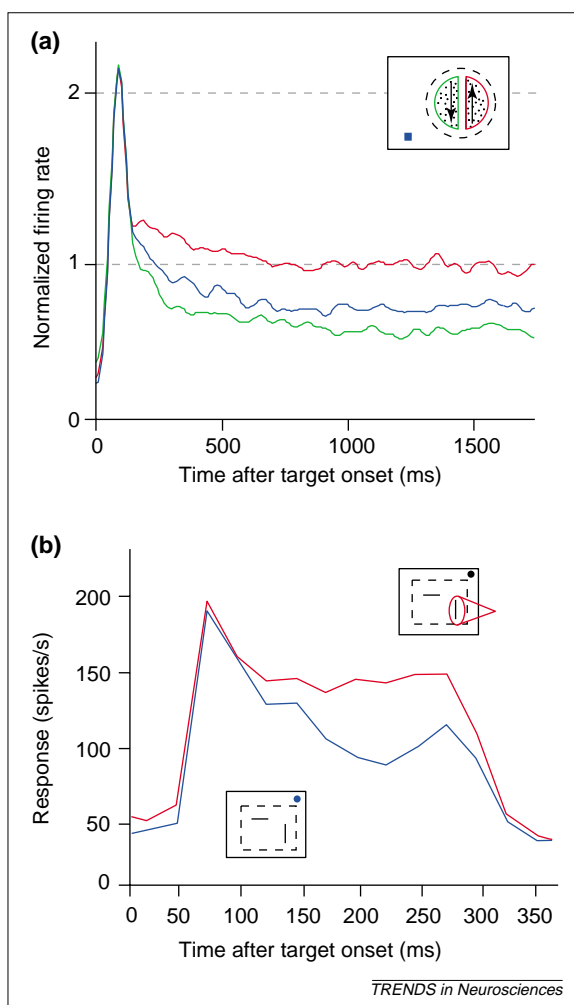 (a)
2
1
0
Normalized firing rate
0 500 1000 1500
Time after target onset (ms)
(b)
200
150
100
50
0
Response (spikes/s)
0 50 100 150 200 250 300 350
Time after target onset (ms)
TRENDS in Neurosciences